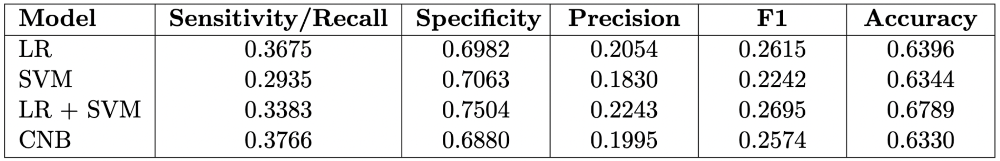 Model Sensitivity/Recall Specificity Precision F1 Accuracy
LR 0.3675 0.6982 0.2054 0.2615 0.6396
SVM 0.2935 0.7063 0.1830 0.2242 0.6344
LR + SVM 0.3383 0.7504 0.2243 0.2695 0.6789
CNB 0.3766 0.6880 0.1995 0.2574 0.6330